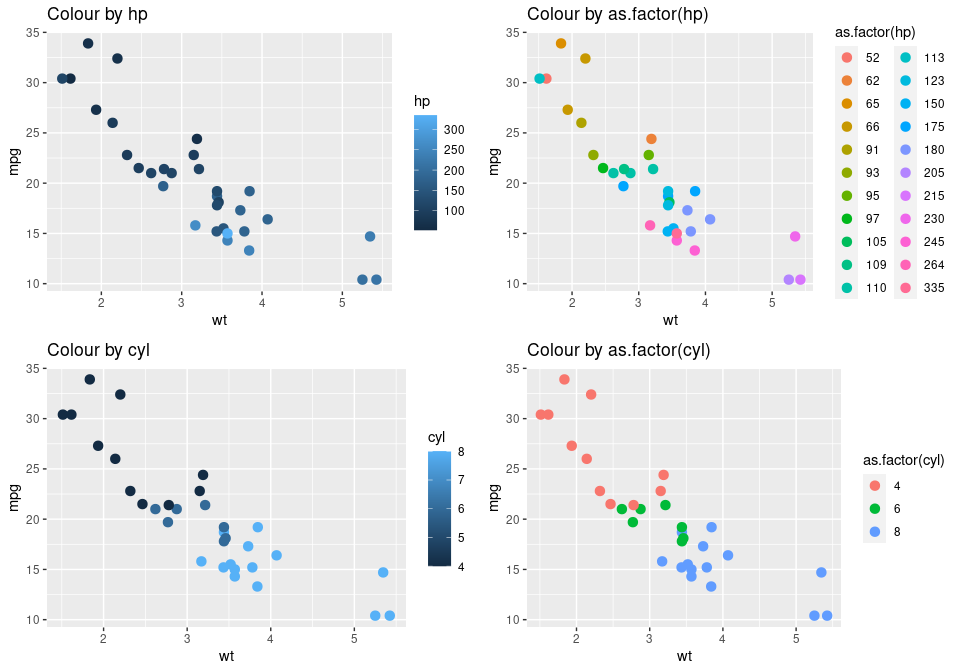 Colour by hp
35
30
25
20
15
10
mpg
2 3 4 5
wt
hp
300
250
200
150
100
Colour by as.factor(hp)
35
30
25
20
15
10
mpg
2 3 4 5
wt
as.factor(hp)
52 113
62 123
65 150
66 175
91 180
93 205
95 215
97 230
105 245
109 264
110 335
Colour by cyl
35
30
25
20
15
10
mpg
2 3 4 5
wt
cyl
8
7
6
5
4
Colour by as.factor(cyl)
35
30
25
20
15
10
mpg
2 3 4 5
wt
as.factor(cyl)
4
6
8